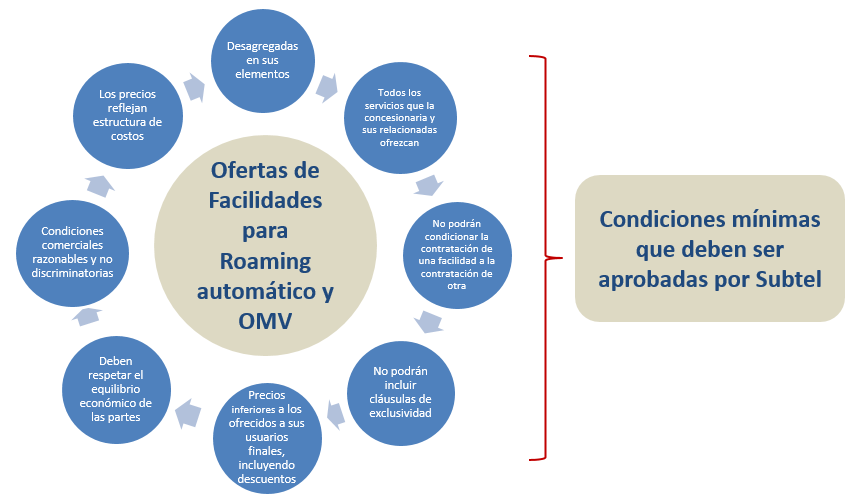 Desagregadas
en sus
elementos
Todos los
servicios que la
concesionaria y
sus relacionadas
ofrezcan
No podrán
condicionar la
contratación de
una facilidad a la
contratación de
otra
No podrán
incluir
cláusulas de
exclusividad
Precios
inferiores a los
ofrecidos a sus
usuarios
finales,
incluyendo
descuentos
Deben
respetar el
equilibrio
económico de
las partes
Condiciones
comerciales
razonables y no
discriminatorias
Los precios
reflejan
estructura de
costos
Ofertas de
Facilidades
para
Roaming
automático y
OMV
Condiciones mínimas
que deben ser
aprobadas por Subtel